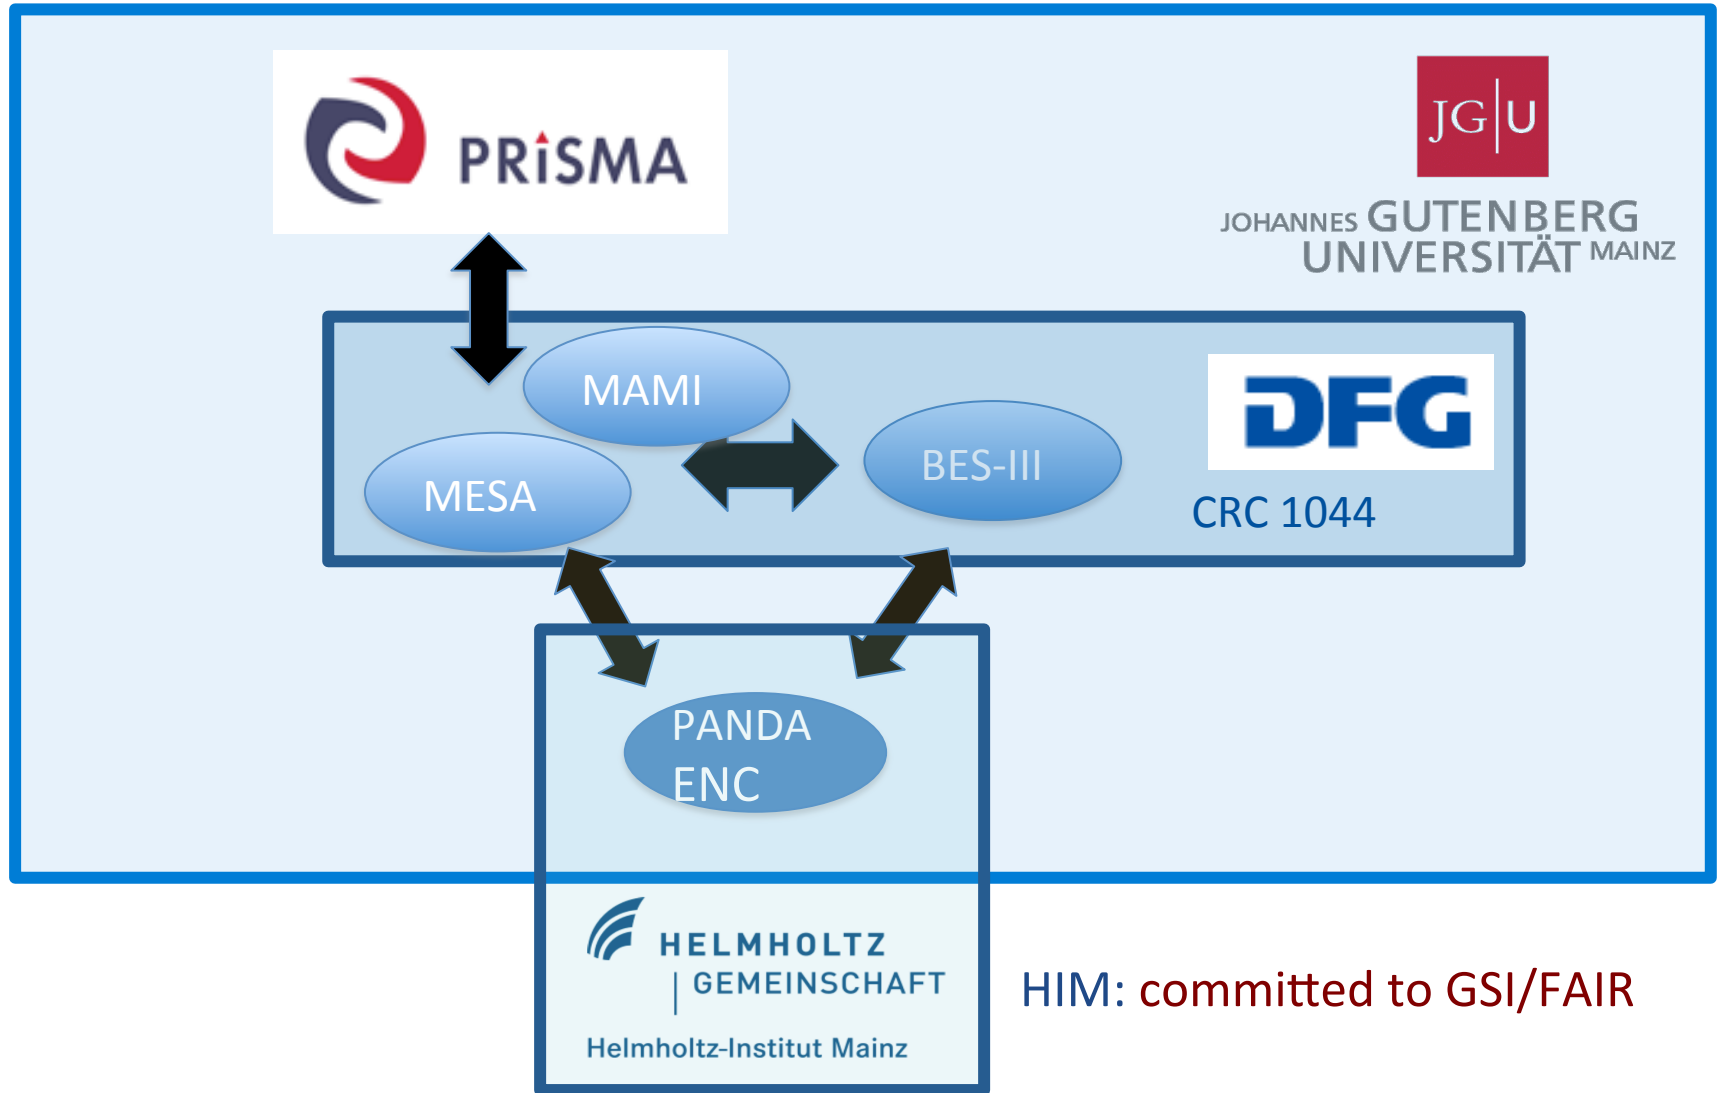 PRiSMA
JG|U
JOHANNES GUTENBERG
UNIVERSITÄT MAINZ
MAMI
DFG
BES-III
MESA
CRC 1044
PANDA
ENC
HELMHOLTZ
GEMEINSCHAFT
HIM: committed to GSI/FAIR
Helmholtz-Institut Mainz